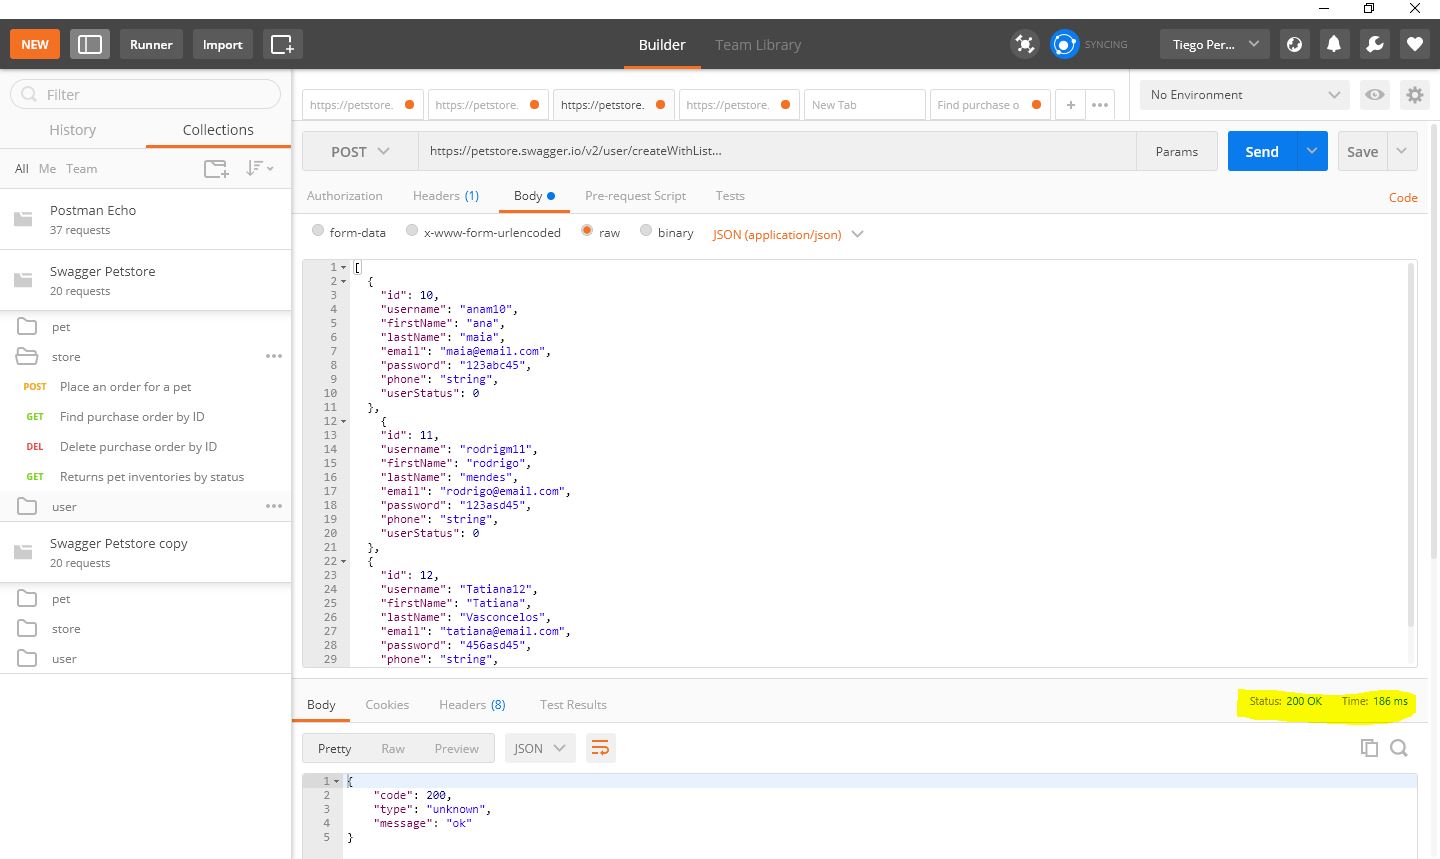 NEW Runner Import Builder Team Library SYNCING Tiego Per...
Filter
History Collections
All Me Team
Postman Echo
37 requests
Swagger Petstore
20 requests
pet
store
POST Place an order for a pet
GET Find purchase order by ID
DEL Delete purchase order by ID
GET Returns pet inventories by status
user
Swagger Petstore copy
20 requests
pet
store
user
https://petstore. https://petstore. https://petstore. https://petstore. New Tab Find purchase o + No Environment
POST https://petstore.swagger.io/v2/user/createWithList... Params Send Save
Authorization Headers (1) Body Pre-request Script Tests Code
form-data x-www-form-urlencoded raw binary JSON (application/json)
1 [
2 {
3 "id": 10,
4 "username": "anam10",
5 "firstName": "ana",
6 "lastName": "maia",
7 "email": "maia@email.com",
8 "password": "123abc45",
9 "phone": "string",
10 "userStatus": 0
11 },
12 {
13 "id": 11,
14 "username": "rodrigm11",
15 "firstName": "rodrigo",
16 "lastName": "mendes",
17 "email": "rodrigo@email.com",
18 "password": "123asd45",
19 "phone": "string",
20 "userStatus": 0
21 },
22 {
23 "id": 12,
24 "username": "Tatiana12",
25 "firstName": "Tatiana",
26 "lastName": "Vasconcelos",
27 "email": "tatiana@email.com",
28 "password": "456asd45",
29 "phone": "string",
Body Cookies Headers (8) Test Results Status: 200 OK Time: 186 ms
Pretty Raw Preview JSON
1 {
2 "code": 200,
3 "type": "unknown",
4 "message": "ok"
5 }